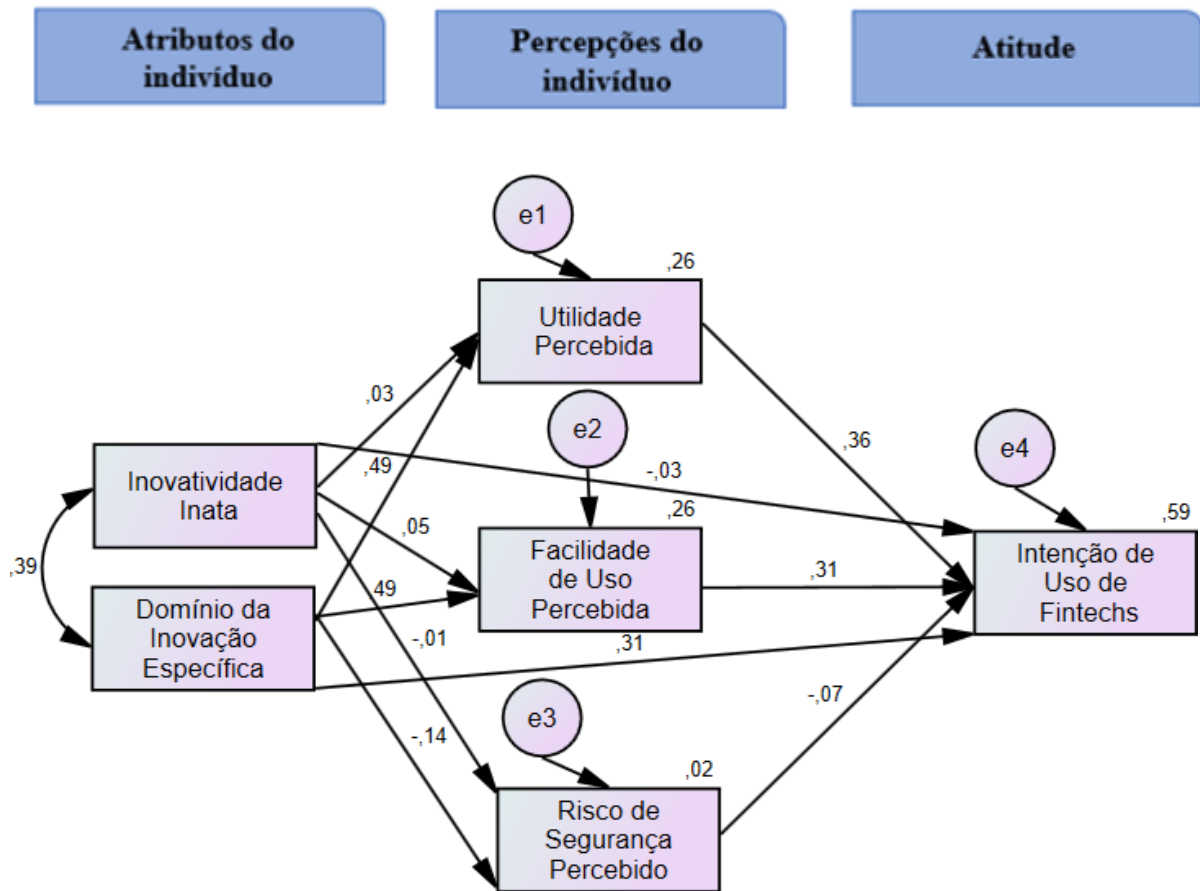 Atributos do
indivíduo
Percepções do
indivíduo
Atitude
e1
,26
Utilidade
Percebida
,03
e2
,36
e4
,49
-,03
Inovatividade
Inata
,05
,26
,59
Facilidade
de Uso
Percebida
,31
Intenção de
Uso de
Fintechs
,39
,49
Domínio da
Inovação
Específica
-,01
,31
-,07
e3
-,14
,02
Risco de
Segurança
Percebido